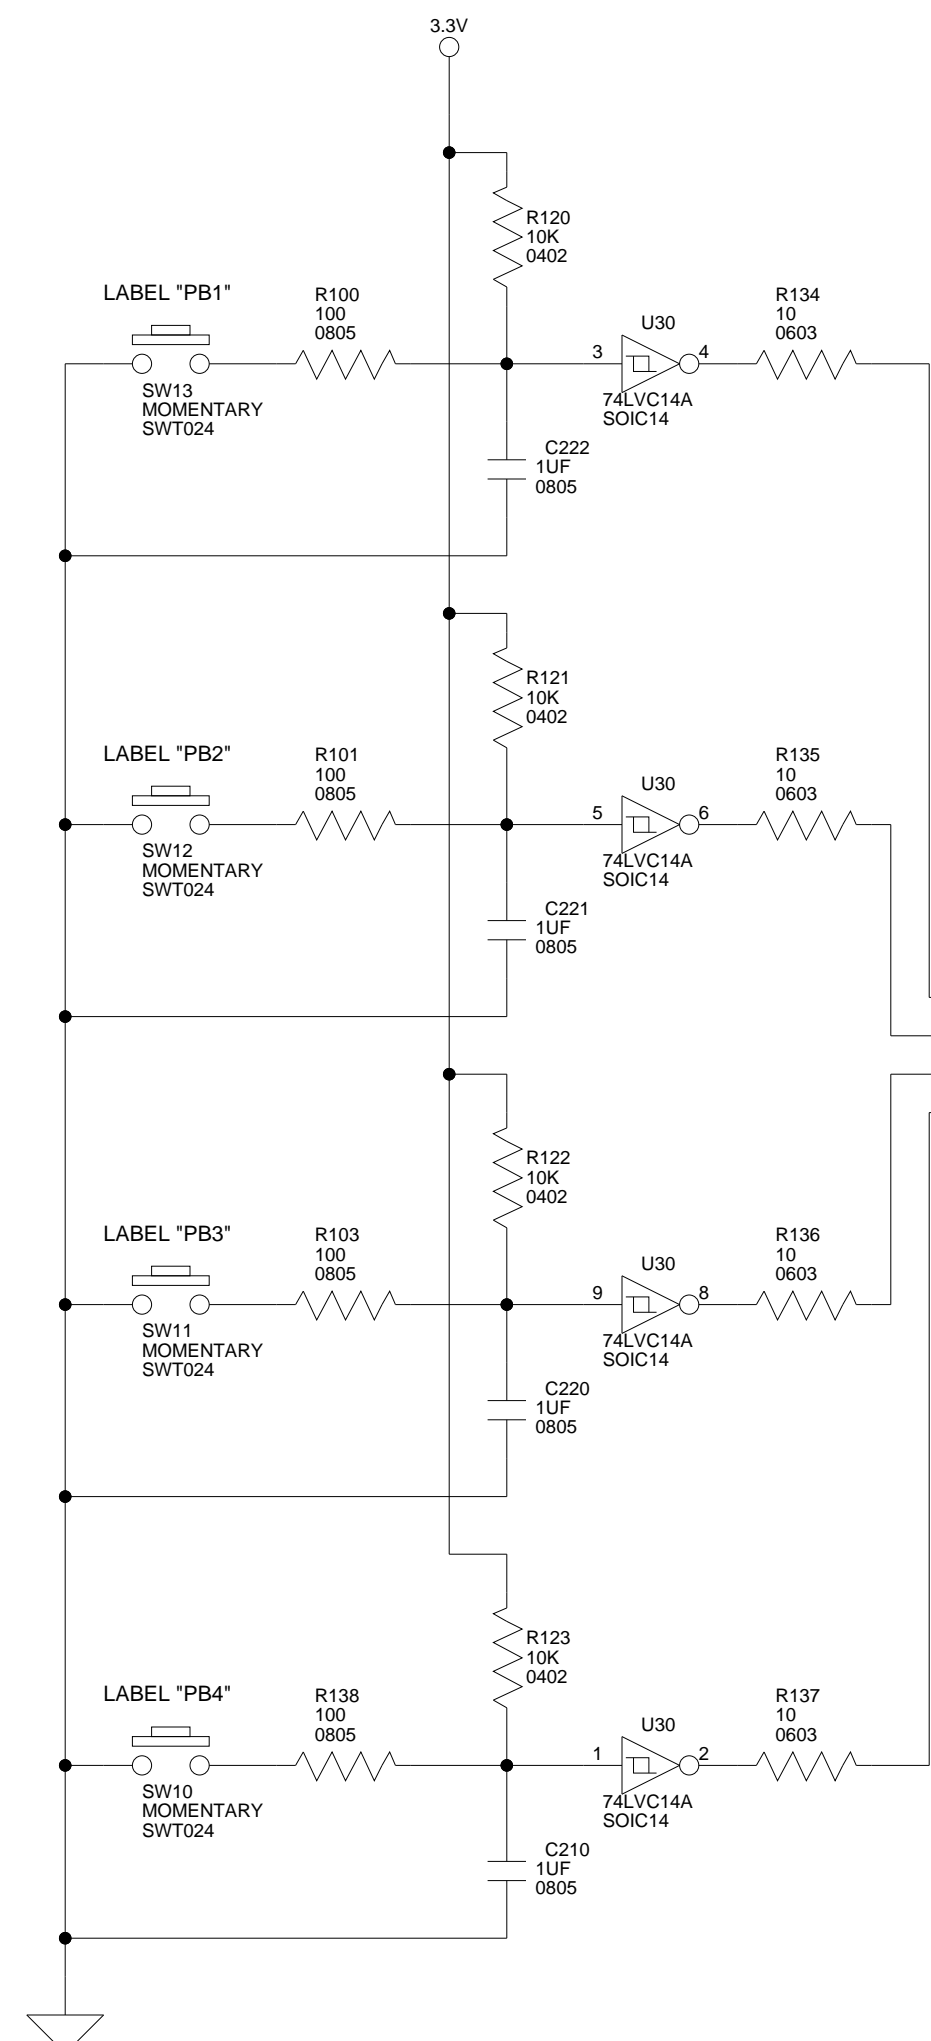 3.3V
R120
10K
0402
LABEL "PB1"
R100
100
0805
SW13
MOMENTARY
SWT024
U30
3
4
74LVC14A
SOIC14
R134
10
0603
C222
1UF
0805
R121
10K
0402
LABEL "PB2"
R101
100
0805
SW12
MOMENTARY
SWT024
U30
5
6
74LVC14A
SOIC14
R135
10
0603
C221
1UF
0805
R122
10K
0402
LABEL "PB3"
R103
100
0805
SW11
MOMENTARY
SWT024
U30
9
8
74LVC14A
SOIC14
R136
10
0603
C220
1UF
0805
R123
10K
0402
LABEL "PB4"
R138
100
0805
SW10
MOMENTARY
SWT024
U30
1
2
74LVC14A
SOIC14
R137
10
0603
C210
1UF
0805